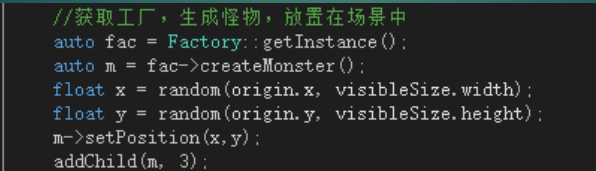 //获取工厂，生成怪物，放置在场景中
auto fac = Factory::getInstance();
auto m = fac->createMonster();
float x = random(origin.x, visibleSize.width);
float y = random(origin.y, visibleSize.height);
m->setPosition(x,y);
addChild(m, 3);